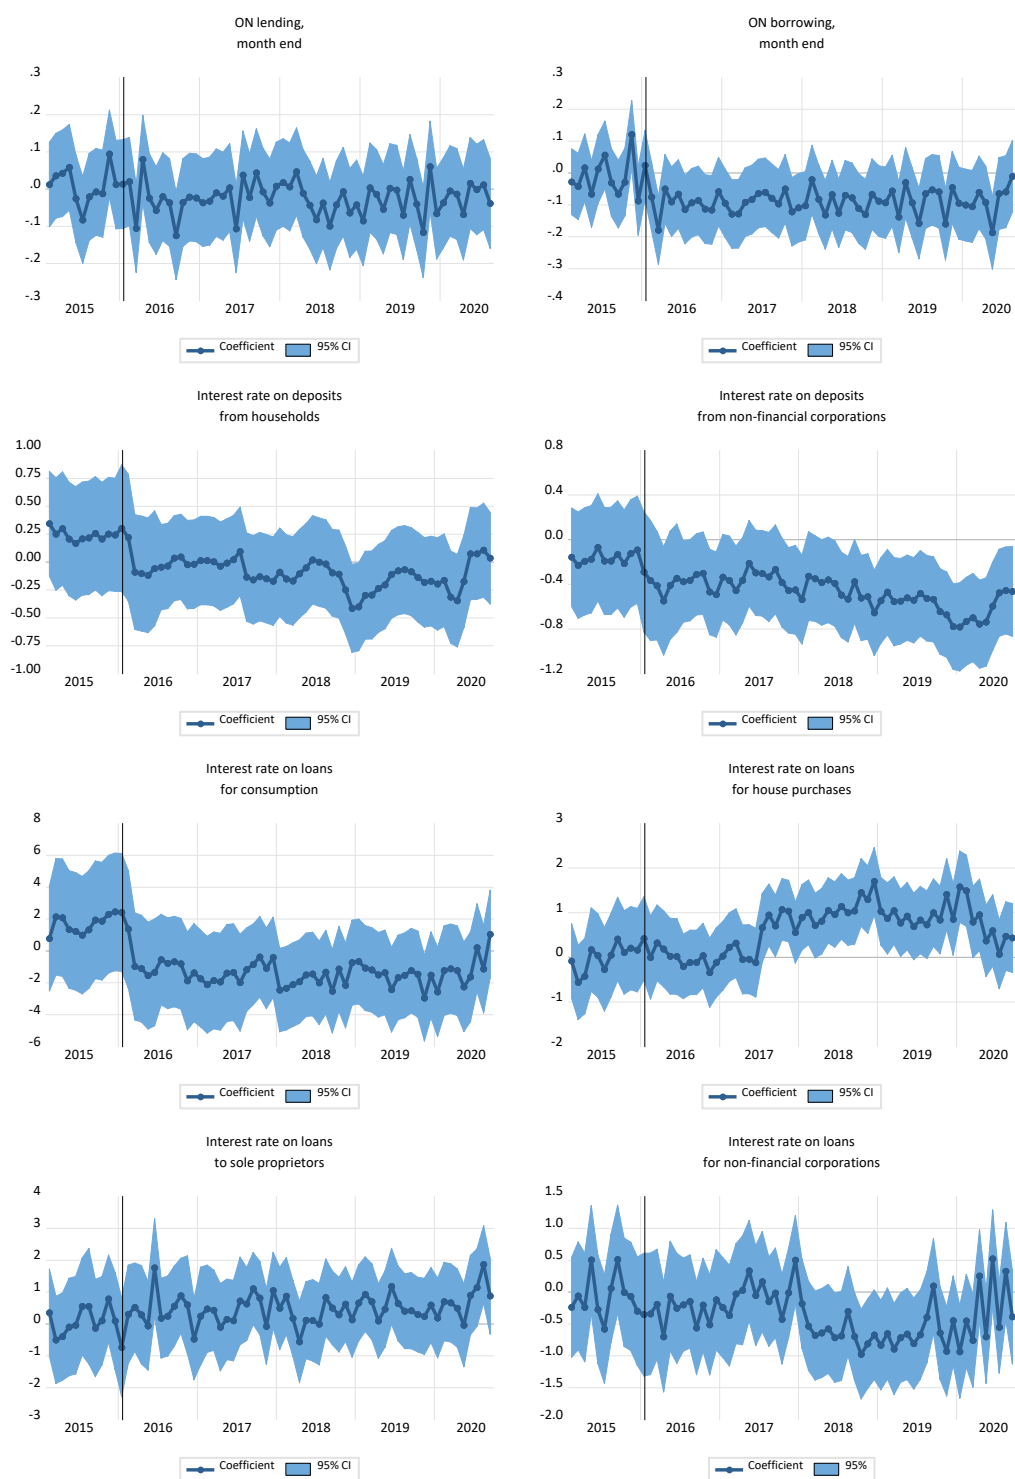 ON lending,
month end
.3
.2
.1
.0
-.1
-.2
-.3
2015 2016 2017 2018 2019 2020
Coefficient 95% CI
ON borrowing,
month end
.3
.2
.1
.0
-.1
-.2
-.3
-.4
2015 2016 2017 2018 2019 2020
Coefficient 95% CI
Interest rate on deposits
from households
1.00
0.75
0.50
0.25
0.00
-0.25
-0.50
-0.75
-1.00
2015 2016 2017 2018 2019 2020
Coefficient 95% CI
Interest rate on deposits
from non-financial corporations
0.8
0.4
0.0
-0.4
-0.8
-1.2
2015 2016 2017 2018 2019 2020
Coefficient 95% CI
Interest rate on loans
for consumption
8
6
4
2
0
-2
-4
-6
2015 2016 2017 2018 2019 2020
Coefficient 95% CI
Interest rate on loans
for house purchases
3
2
1
0
-1
-2
2015 2016 2017 2018 2019 2020
Coefficient 95% CI
Interest rate on loans
to sole proprietors
4
3
2
1
0
-1
-2
-3
2015 2016 2017 2018 2019 2020
Coefficient 95% CI
Interest rate on loans
for non-financial corporations
1.5
1.0
0.5
0.0
-0.5
-1.0
-1.5
-2.0
2015 2016 2017 2018 2019 2020
Coefficient 95%